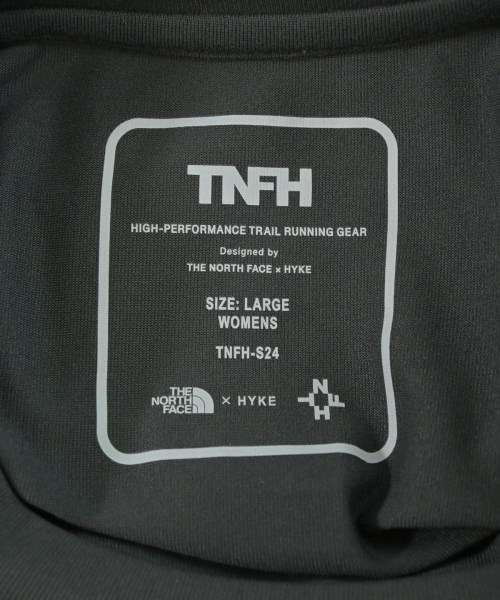 TNFH
HIGH-PERFORMANCE TRAIL RUNNING GEAR
Designed by
THE NORTH FACE × HYKE
SIZE: LARGE
WOMENS
TNFH-S24
THE
NORTH
FACE
× HYKE
N
F
H